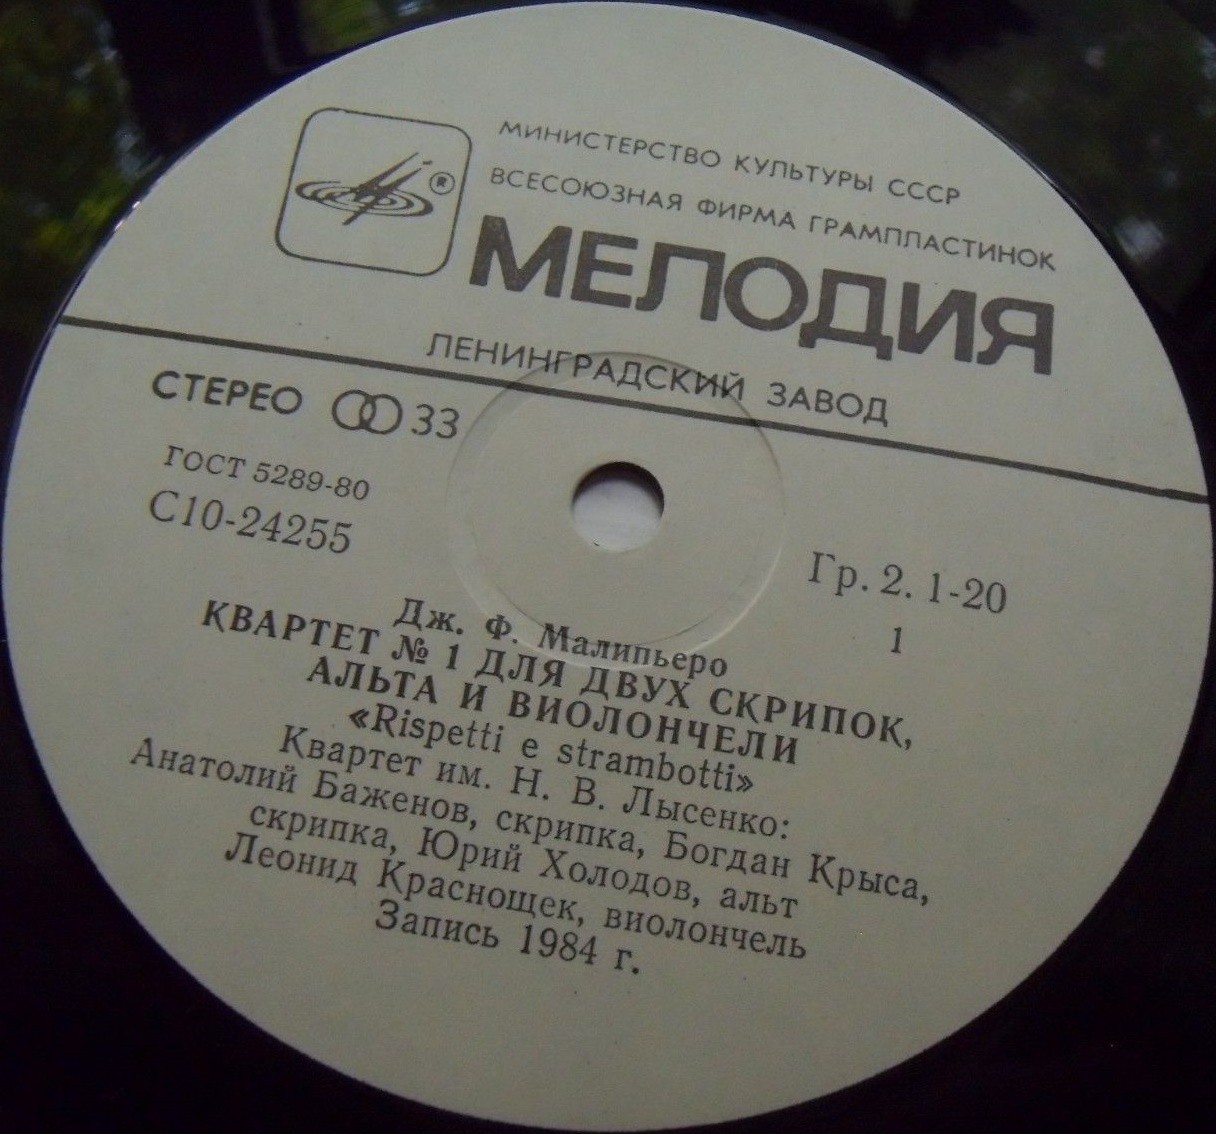 МИНИСТЕРСТВО КУЛЬТУРЫ СССР
ВСЕСОЮЗНАЯ ФИРМА ГРАМПЛАСТИНОК
®
МЕЛОДИЯ
ЛЕНИНГРАДСКИЙ ЗАВОД
СТЕРЕО 33
ГОСТ 5289-80
С10-24255
Гр. 2. 1-20
1
Дж. Ф. Малипьеро
КВАРТЕТ № 1 ДЛЯ ДВУХ СКРИПОК,
АЛЬТА И ВИОЛОНЧЕЛИ
«Rispetti e strambotti»
Квартет им. Н. В. Лысенко:
Анатолий Баженов, скрипка, Богдан Крыса,
скрипка, Юрий Холодов, альт
Леонид Краснощек, виолончель
Запись 1984 г.